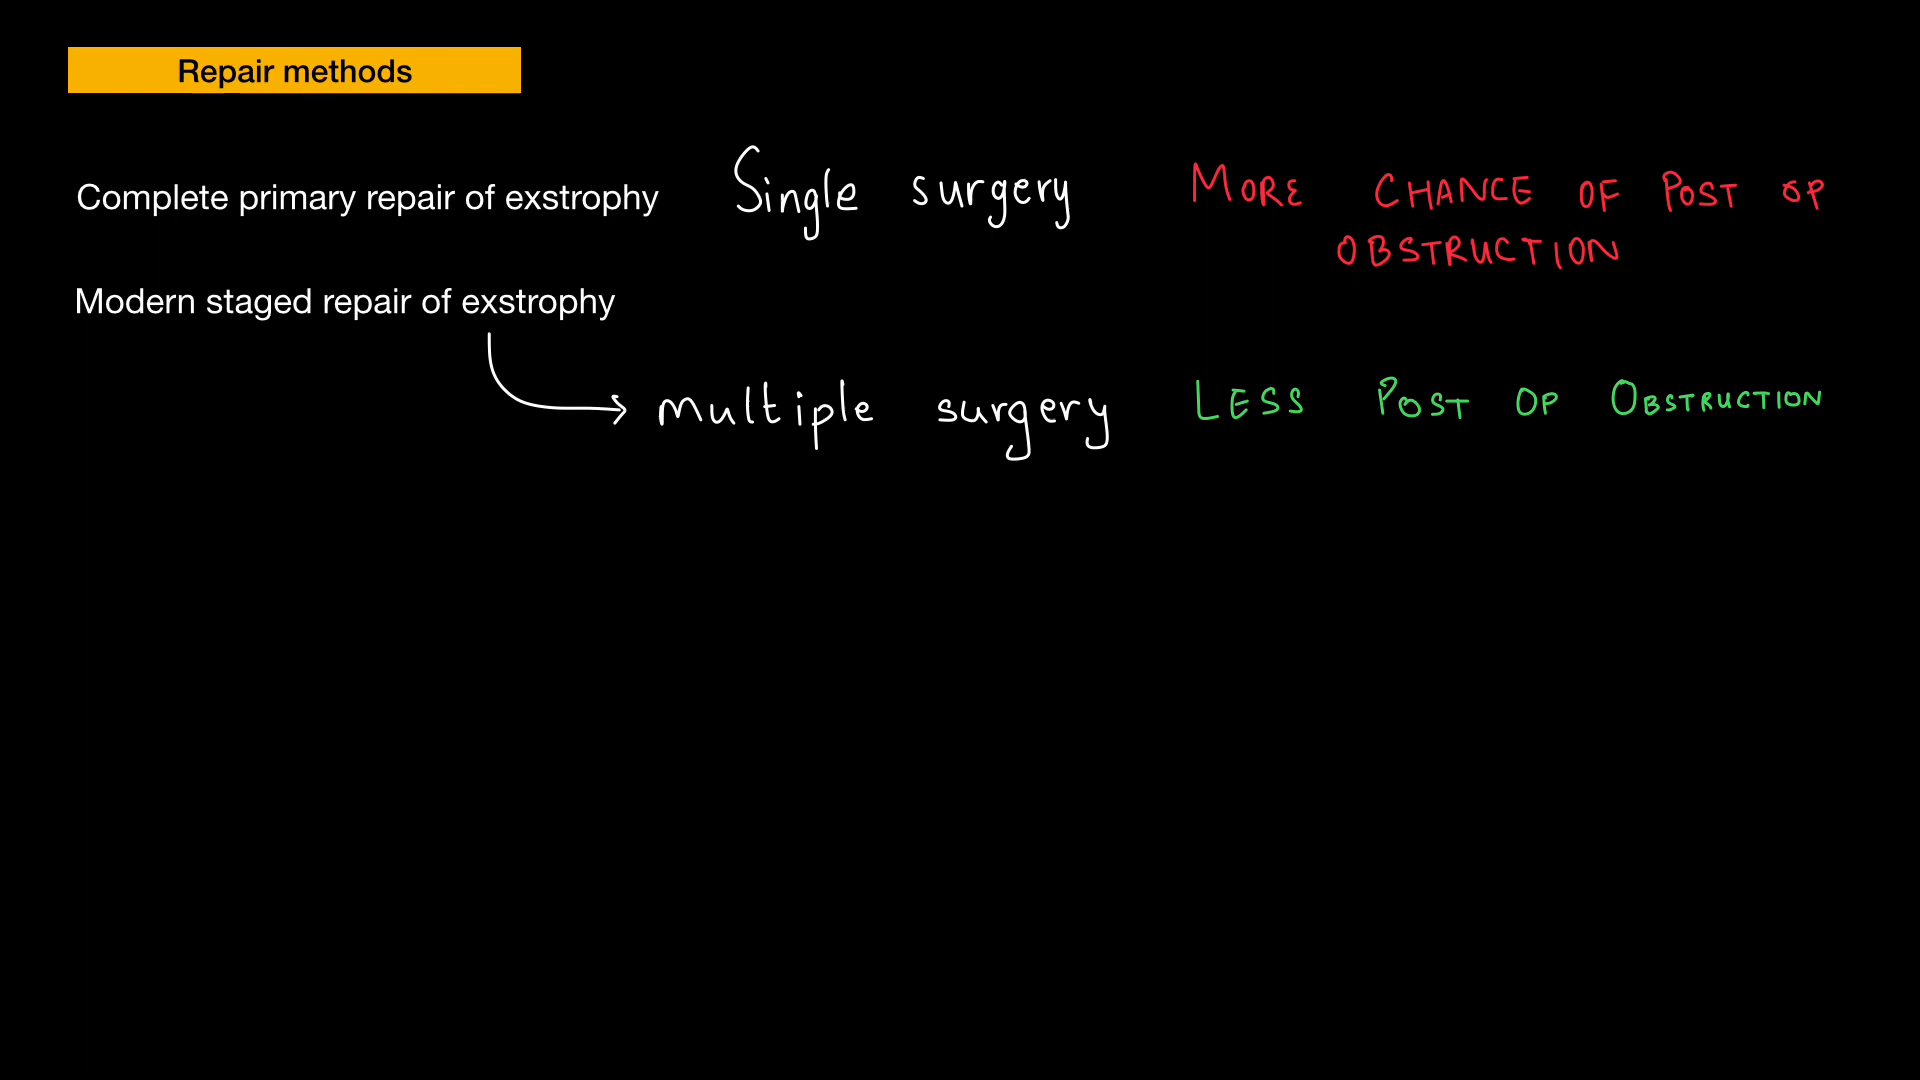 Repair methods
Complete primary repair of exstrophy Single surgery MORE CHANCE OF POST OP
OBSTRUCTION
Modern staged repair of exstrophy
multiple surgery LESS POST OP OBSTRUCTION